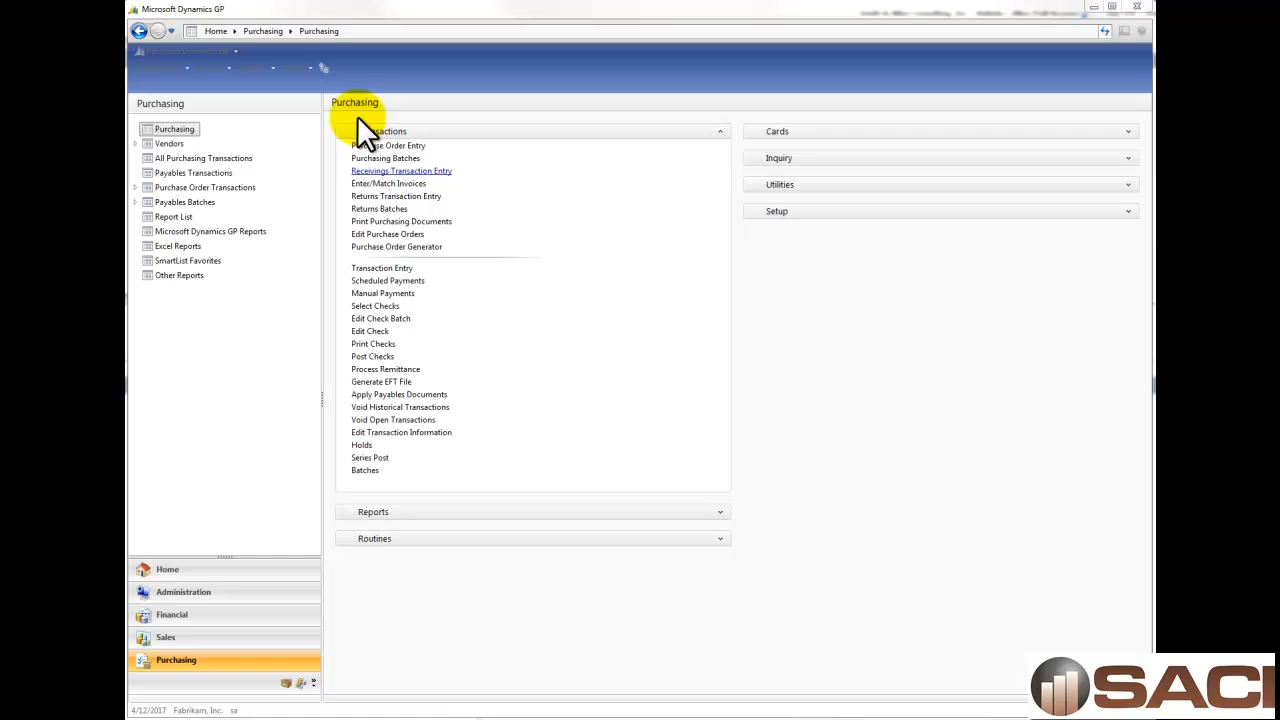 Microsoft Dynamics GP
Home Purchasing Purchasing
Purchasing
Purchasing
Vendors
All Purchasing Transactions
Payables Transactions
Purchase Order Transactions
Payables Batches
Report List
Microsoft Dynamics GP Reports
Excel Reports
SmartList Favorites
Other Reports
Home
Administration
Financial
Sales
Purchasing
Purchasing
Purchase Order Entry
Purchasing Batches
Receivings Transaction Entry
Enter/Match Invoices
Returns Transaction Entry
Returns Batches
Print Purchasing Documents
Edit Purchase Orders
Purchase Order Generator
Transaction Entry
Scheduled Payments
Manual Payments
Select Checks
Edit Check Batch
Edit Check
Print Checks
Post Checks
Process Remittance
Generate EFT File
Apply Payables Documents
Void Historical Transactions
Void Open Transactions
Edit Transaction Information
Holds
Series Post
Batches
Reports
Routines
Cards
Inquiry
Utilities
Setup
4/12/2017 Fabrikam, Inc. sa
SACI